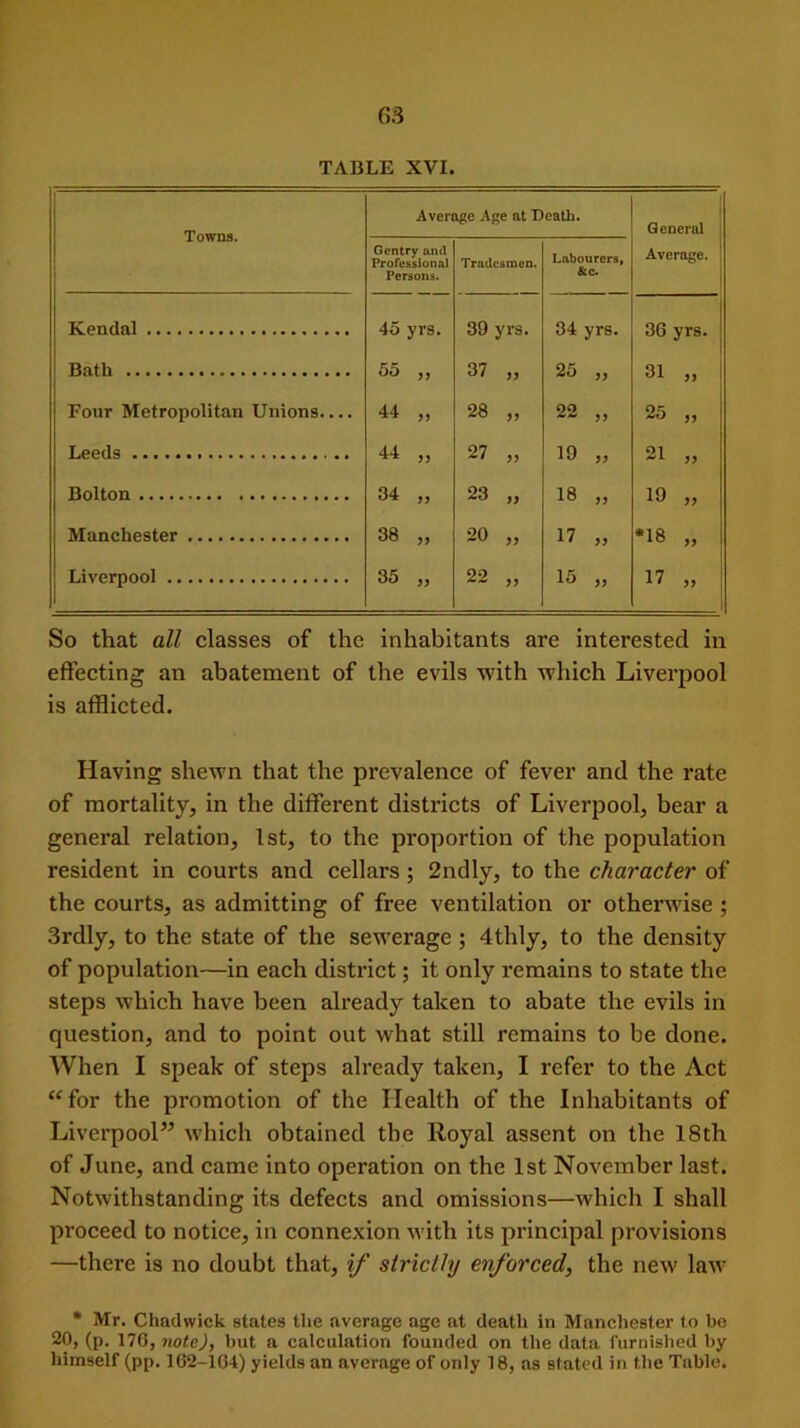 63
TABLE XVI.
Towns. Average Age at Death. General Average.
Gentry and Professional Persons. Tradesmen. Labourers, &c.
Kendal .................... 45 yrs. 39 yrs. 34 yrs. 36 yrs.
Bath ...................... 55 „ 37 „ 25 „ 31 „
Four Metropolitan Unions.... 44 „ 28 „ 22 „ 25 „
Leeds ..................... 44 „ 27 „ 19 „ 21 „
Bolton .................... 34 „ 23 „ 18 „ 19 „
Manchester ................ 38 „ 20 „ 17 „ *18 „
Liverpool ................. 35 „ 22 „ 15 „ 17 „
So that all classes of the inhabitants are interested in
effecting an abatement of the evils with which Liverpool
is afflicted.
Having shewn that the prevalence of fever and the rate
of mortality, in the different districts of Liverpool, bear a
general relation, 1st, to the proportion of the population
resident in courts and cellars; 2ndly, to the character of
the courts, as admitting of free ventilation or otherwise;
3rdly, to the state of the sewerage; 4thly, to the density
of population—in each district; it only remains to state the
steps which have been already taken to abate the evils in
question, and to point out what still remains to be done.
When I speak of steps already taken, I refer to the Act
“for the promotion of the Health of the Inhabitants of
Liverpool” which obtained the Royal assent on the 18th
of June, and came into operation on the 1st November last.
Notwithstanding its defects and omissions—which I shall
proceed to notice, in connexion with its principal provisions
—there is no doubt that, if strictly enforced, the new law
* Mr. Chadwick states the average age at death in Manchester to be
20, (p. 176, note), but a calculation founded on the data furnished by
himself (pp. 162-164) yields an average of only 18, as stated in the Table.